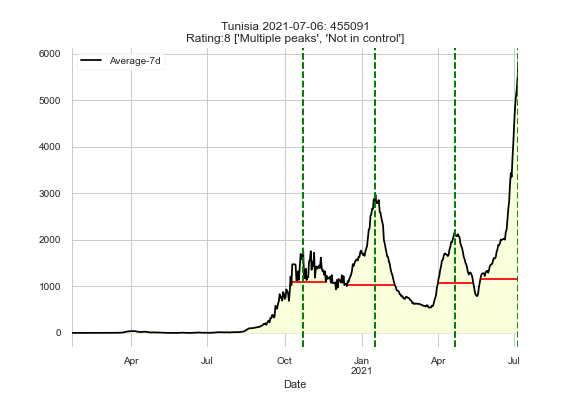 Tunisia 2021-07-06: 455091
Rating:8 ['Multiple peaks', 'Not in control']
Average-7d
6000
5000
4000
3000
2000
1000
0
Apr Jul Oct Jan Apr Jul
2021
Date